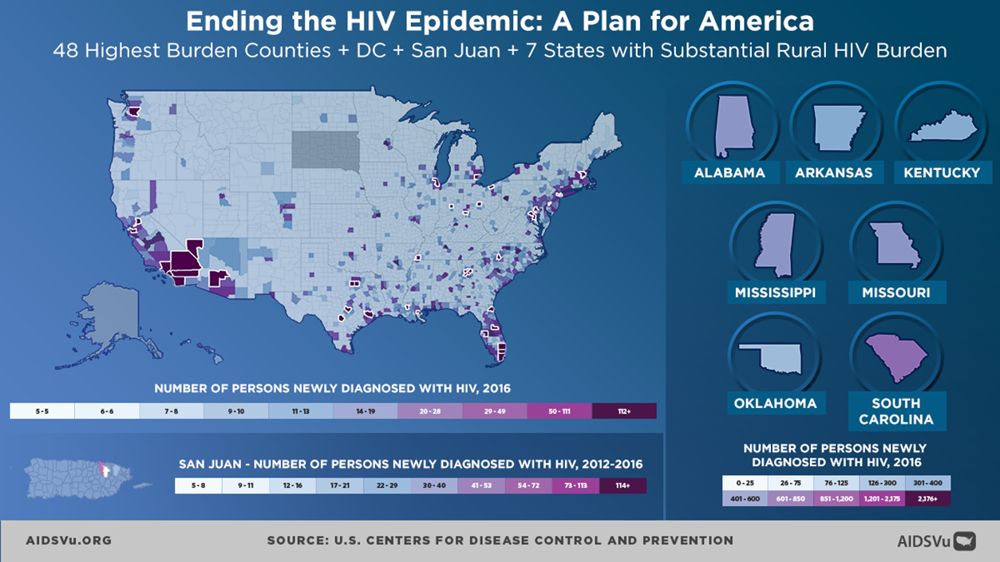 Ending the HIV Epidemic: A Plan for America
48 Highest Burden Counties + DC + San Juan + 7 States with Substantial Rural HIV Burden
ALABAMA
ARKANSAS
KENTUCKY
MISSISSIPPI
MISSOURI
OKLAHOMA
SOUTH
CAROLINA
NUMBER OF PERSONS NEWLY DIAGNOSED WITH HIV, 2016
5 - 5
6 - 6
7 - 8
9 - 10
11 - 13
14 - 19
20 - 28
29 - 49
50 - 111
112+
SAN JUAN - NUMBER OF PERSONS NEWLY DIAGNOSED WITH HIV, 2012-2016
5 - 8
9 - 11
12 - 16
17 - 21
22 - 29
30 - 40
41 - 53
54 - 72
73 - 113
114+
NUMBER OF PERSONS NEWLY
DIAGNOSED WITH HIV, 2016
0 - 25
26 - 75
76 - 125
126 - 300
301 - 400
401 - 600
601 - 850
851 - 1,200
1,201 - 2,175
2,176+
AIDSVu.ORG
SOURCE: U.S. CENTERS FOR DISEASE CONTROL AND PREVENTION
AIDSVu